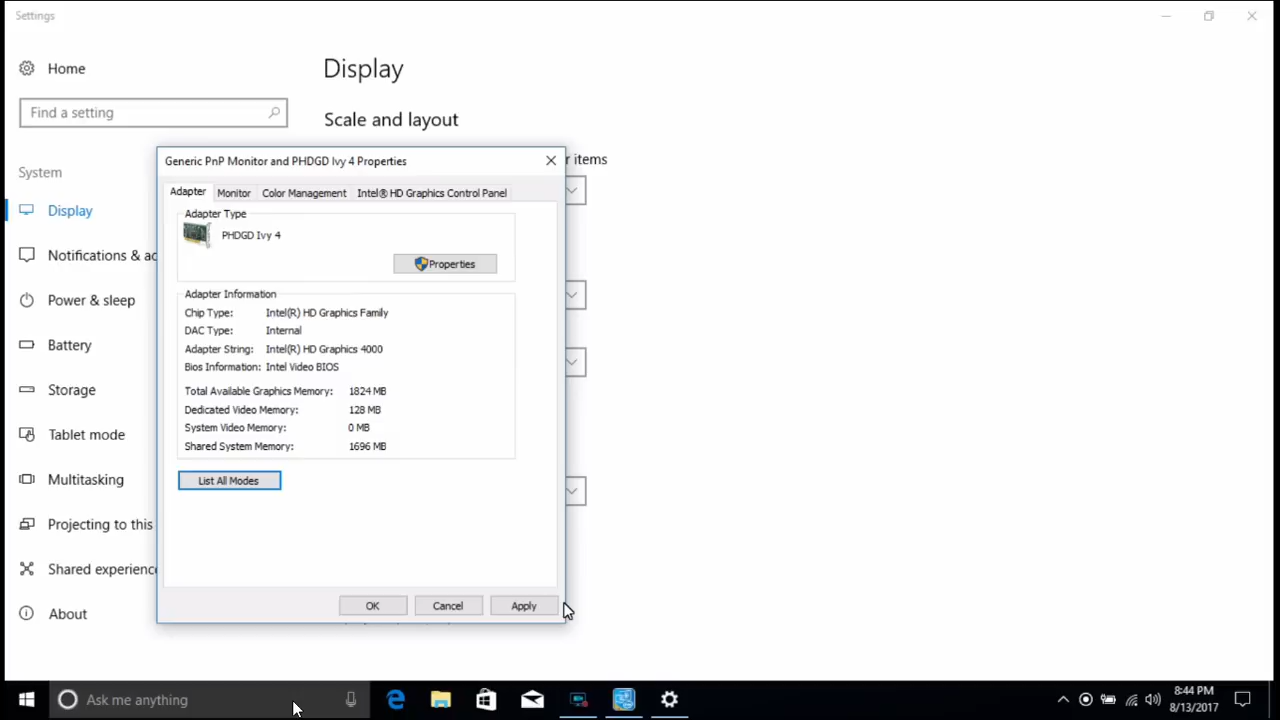 Settings
Home
Find a setting
System
Display
Notifications & ac
Power & sleep
Battery
Storage
Tablet mode
Multitasking
Projecting to this
Shared experienc
About
Display
Scale and layout
r items
Generic PnP Monitor and PHDGD Ivy 4 Properties
Adapter Monitor Color Management Intel® HD Graphics Control Panel
Adapter Type
PHDGD Ivy 4
Properties
Adapter Information
Chip Type: Intel(R) HD Graphics Family
DAC Type: Internal
Adapter String: Intel(R) HD Graphics 4000
Bios Information: Intel Video BIOS
Total Available Graphics Memory: 1824 MB
Dedicated Video Memory: 128 MB
System Video Memory: 0 MB
Shared System Memory: 1696 MB
List All Modes
OK Cancel Apply
Ask me anything
8:44 PM
8/13/2017